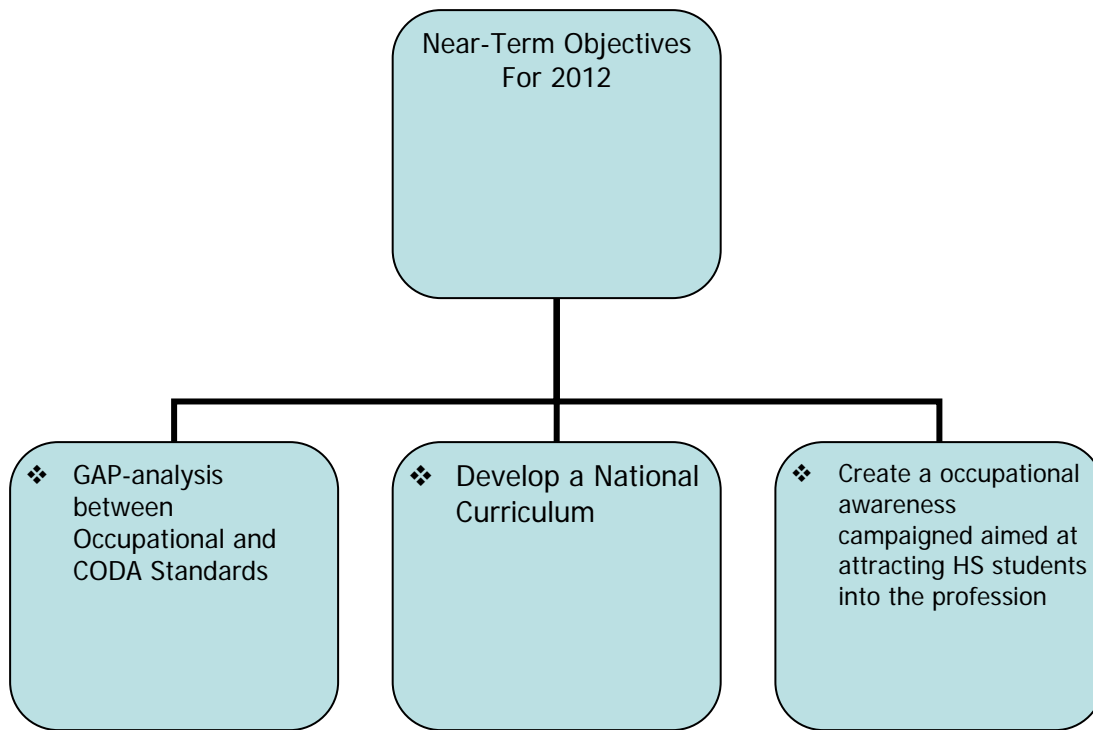 Near-Term Objectives
For 2012
❖ GAP-analysis
between
Occupational and
CODA Standards
❖ Develop a National
Curriculum
❖ Create a occupational
awareness
campaigned aimed at
attracting HS students
into the profession